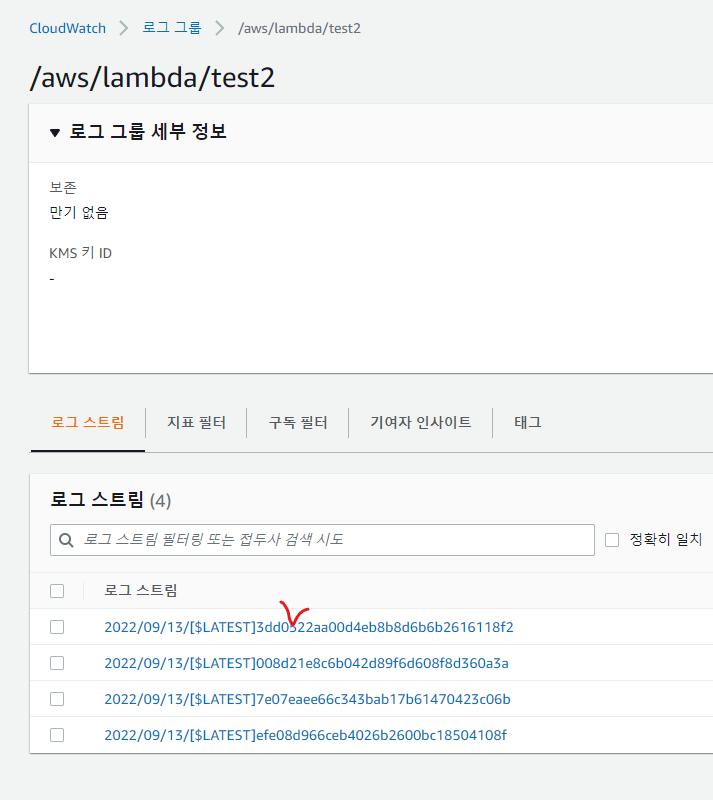 CloudWatch > 로그 그룹 > /aws/lambda/test2
/aws/lambda/test2
▼ 로그 그룹 세부 정보
보존
만기 없음
KMS 키 ID
-
로그 스트림 지표 필터 구독 필터 기여자 인사이트 태그
로그 스트림 (4)
로그 스트림 필터링 또는 접두사 검색 시도 정확히 일치
로그 스트림
2022/09/13/[$LATEST]3dd0522aa00d4eb8b8d6b6b2616118f2
2022/09/13/[$LATEST]008d21e8c6b042d89f6d608f8d360a3a
2022/09/13/[$LATEST]7e07eaee66c343bab17b61470423c06b
2022/09/13/[$LATEST]efe08d966ceb4026b2600bc18504108f